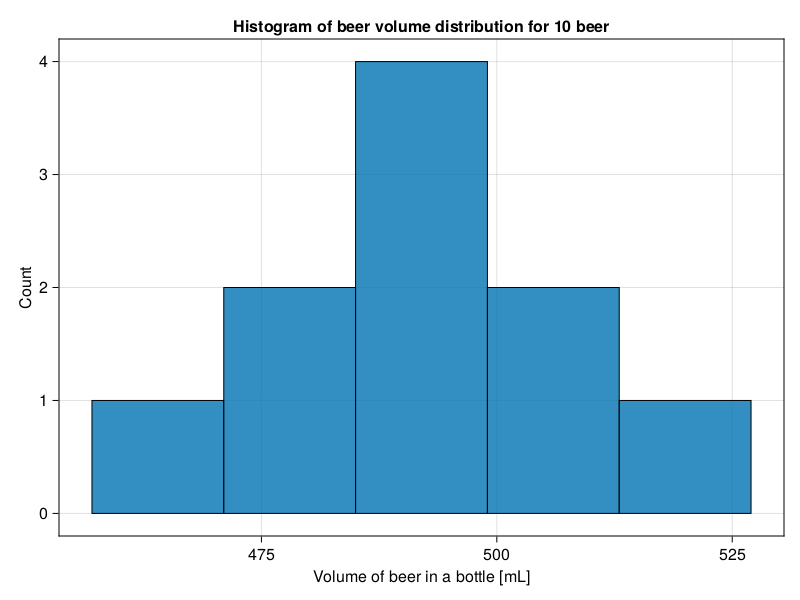 Histogram of beer volume distribution for 10 beer
4
3
2
1
0
Count
475 500 525
Volume of beer in a bottle [mL]